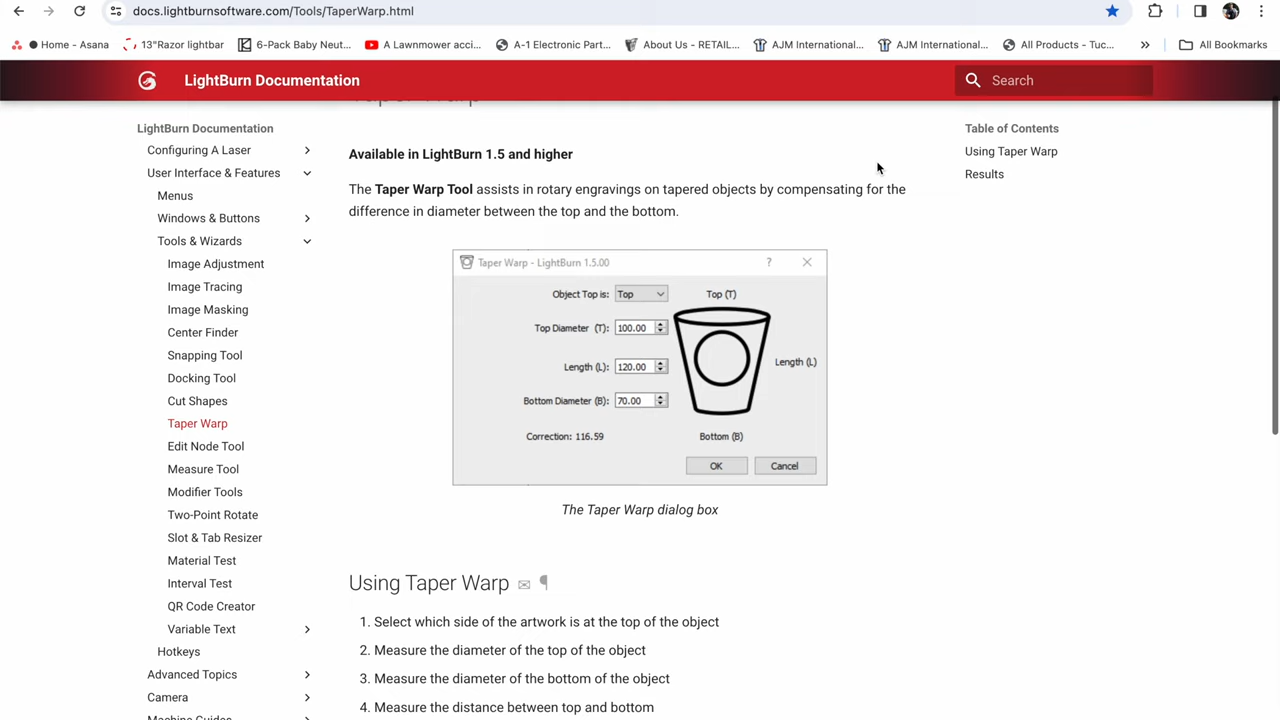 docs.lightburnsoftware.com/Tools/TaperWarp.html
Home - Asana
13"Razor lightbar
6-Pack Baby Neut...
A Lawnmower acci...
A-1 Electronic Part...
About Us - RETAIL...
AJM International...
AJM International...
All Products - Tuc...
»
All Bookmarks
LightBurn Documentation
Search
LightBurn Documentation
Configuring A Laser
User Interface & Features
Menus
Windows & Buttons
Tools & Wizards
Image Adjustment
Image Tracing
Image Masking
Center Finder
Snapping Tool
Docking Tool
Cut Shapes
Taper Warp
Edit Node Tool
Measure Tool
Modifier Tools
Two-Point Rotate
Slot & Tab Resizer
Material Test
Interval Test
QR Code Creator
Variable Text
Hotkeys
Advanced Topics
Camera
Available in LightBurn 1.5 and higher
The Taper Warp Tool assists in rotary engravings on tapered objects by compensating for the
difference in diameter between the top and the bottom.
Taper Warp - LightBurn 1.5.00
?
Object Top is: Top
Top (T)
Top Diameter (T): 100.00
Length (L): 120.00
Length (L)
Bottom Diameter (B): 70.00
Correction: 116.59
Bottom (B)
OK
Cancel
The Taper Warp dialog box
Using Taper Warp ¶
1. Select which side of the artwork is at the top of the object
2. Measure the diameter of the top of the object
3. Measure the diameter of the bottom of the object
4. Measure the distance between top and bottom
Table of Contents
Using Taper Warp
Results